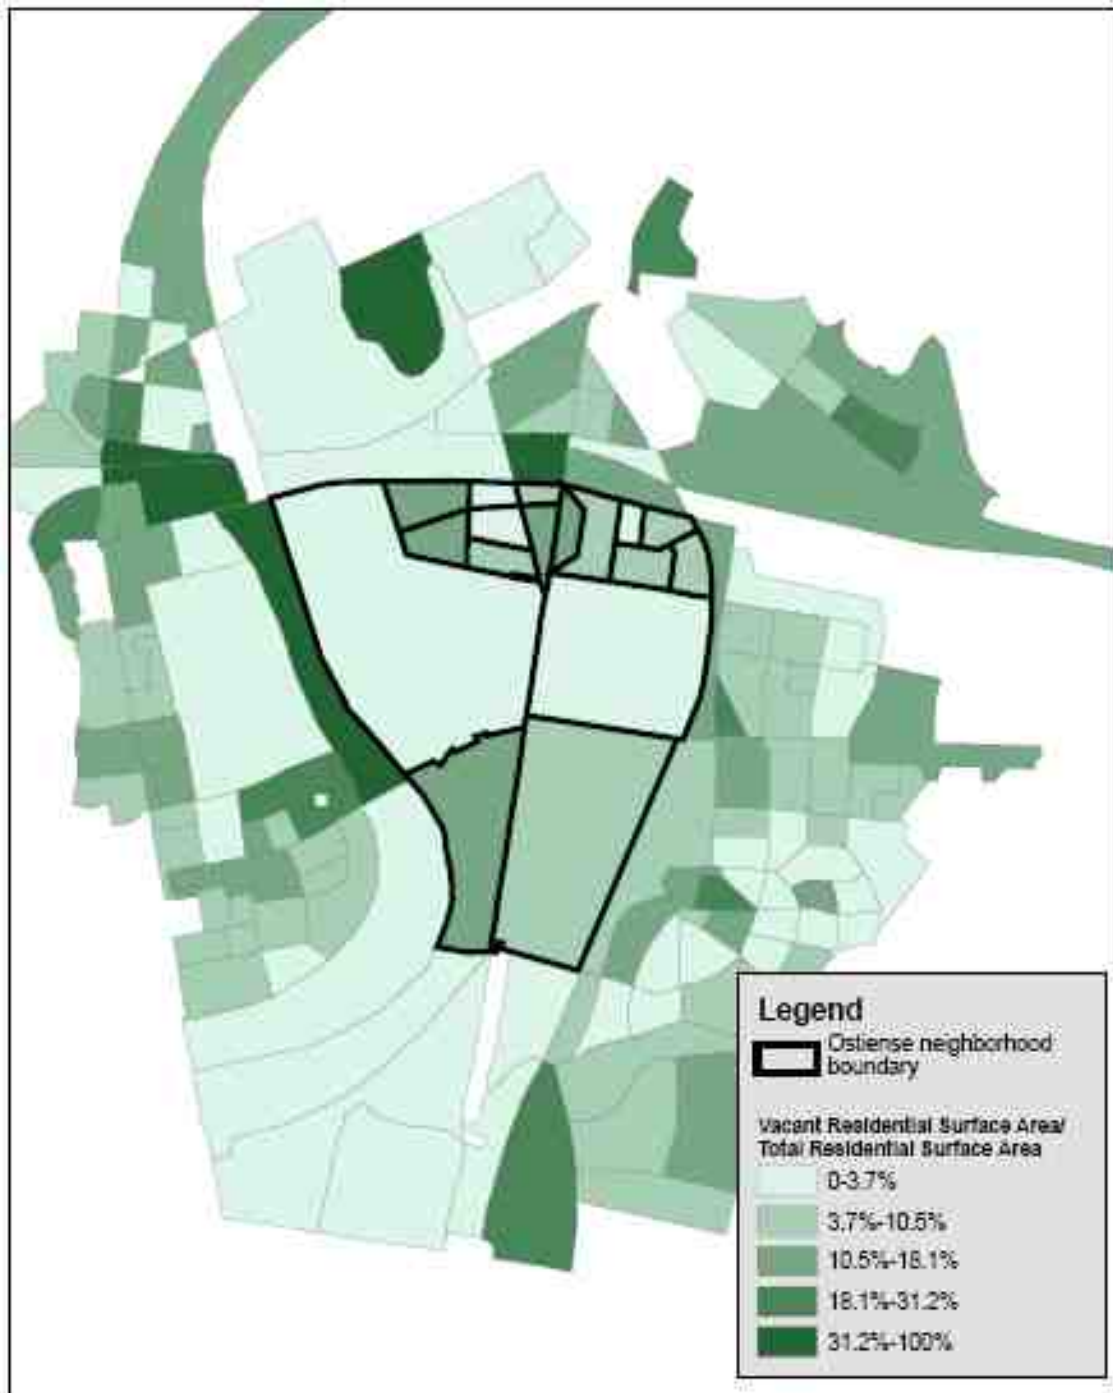 Legend
Ostiense neighborhood
boundary
Vacant Residential Surface Area/
Total Residential Surface Area
0-3.7%
3.7%-10.5%
10.5%-18.1%
18.1%-31.2%
31.2%-100%